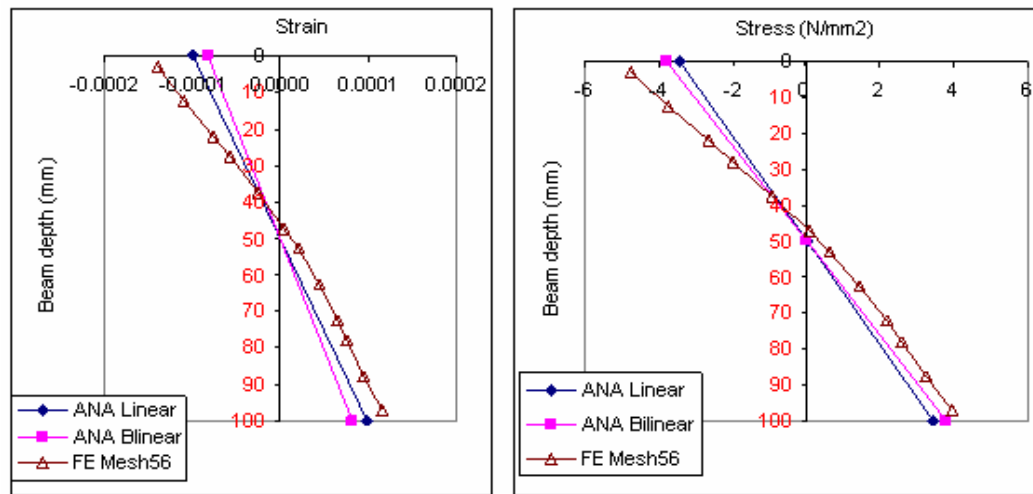 Strain
-0.0002 -0.0001 0.0000 0.0001 0.0002
0
10
20
30
40
50
60
70
80
90
100
Beam depth (mm)
ANA Linear
ANA Blinear
FE Mesh56
Stress (N/mm2)
-6 -4 -2 0 2 4 6
0
10
20
30
40
50
60
70
80
90
100
Beam depth (mm)
ANA Linear
ANA Bilinear
FE Mesh56